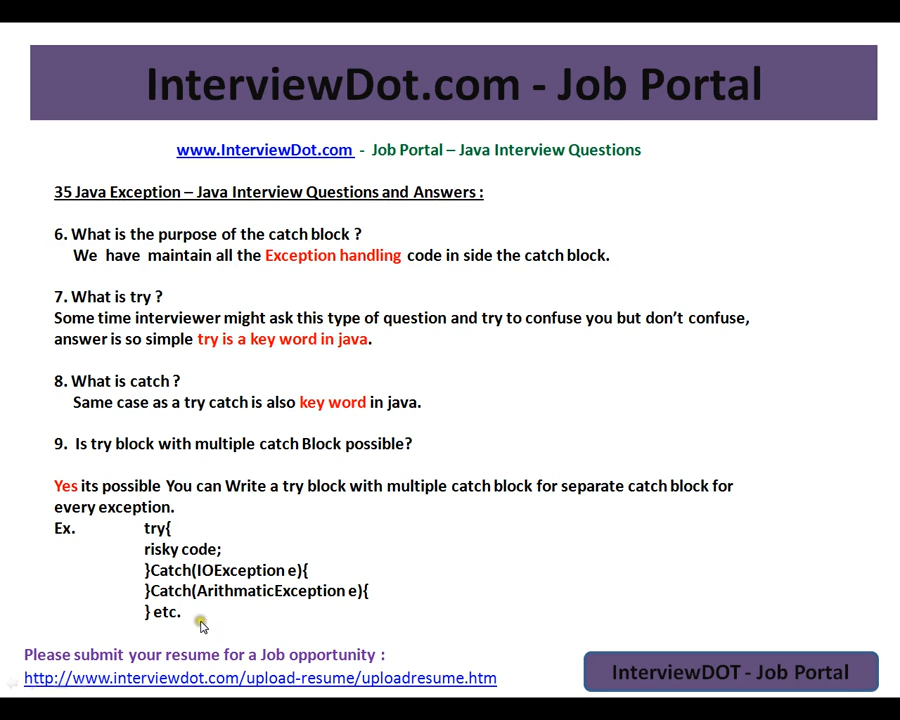 InterviewDot.com - Job Portal
www.InterviewDot.com - Job Portal – Java Interview Questions
35 Java Exception – Java Interview Questions and Answers :
6. What is the purpose of the catch block ?
We have maintain all the Exception handling code in side the catch block.
7. What is try ?
Some time interviewer might ask this type of question and try to confuse you but don’t confuse,
answer is so simple try is a key word in java.
8. What is catch ?
Same case as a try catch is also key word in java.
9. Is try block with multiple catch Block possible?
Yes its possible You can Write a try block with multiple catch block for separate catch block for
every exception.
Ex. try{
risky code;
}Catch(IOException e){
}Catch(ArithmaticException e){
} etc.
Please submit your resume for a Job opportunity :
http://www.interviewdot.com/upload-resume/uploadresume.htm
InterviewDOT - Job Portal